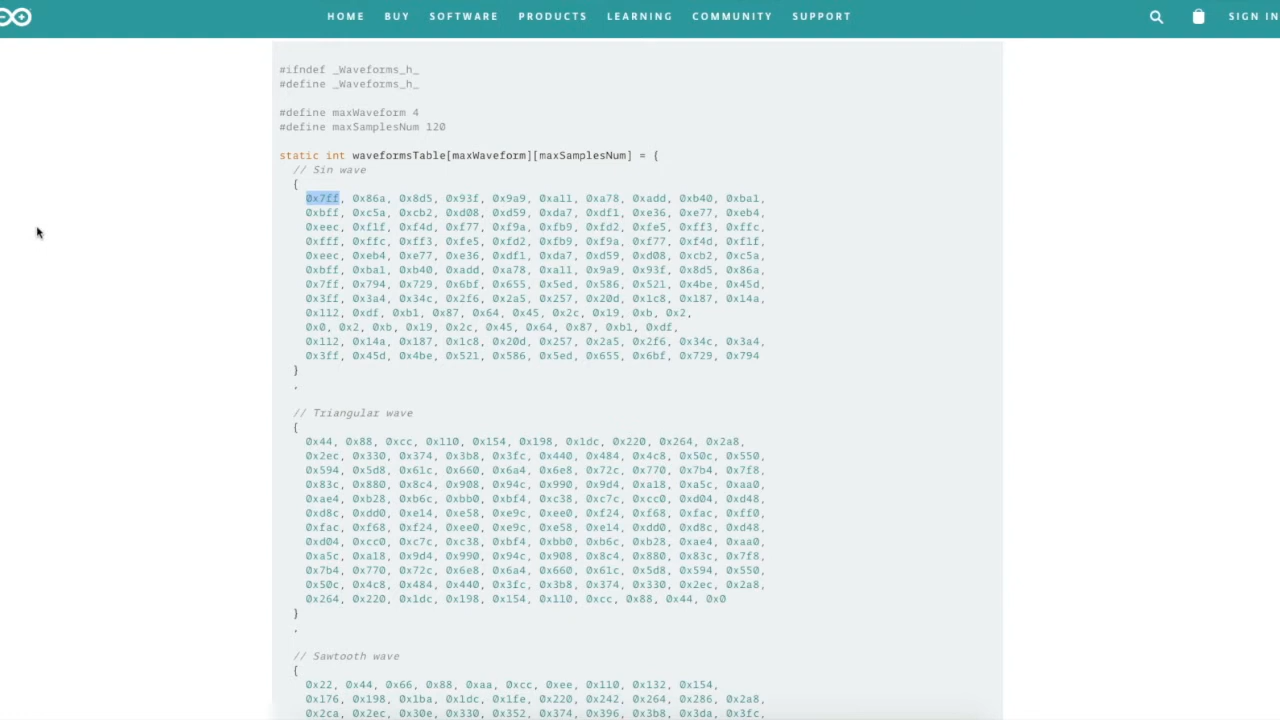 HOME BUY SOFTWARE PRODUCTS LEARNING COMMUNITY SUPPORT SIGN IN
#ifndef _Waveforms_h_
#define _Waveforms_h_
#define maxWaveform 4
#define maxSamplesNum 120
static int waveformsTable[maxWaveform][maxSamplesNum] = {
// Sin wave
{
0x7ff, 0x86a, 0x8d5, 0x93f, 0x9a9, 0xa11, 0xa78, 0xadd, 0xb40, 0xba1,
0xbff, 0xc5a, 0xcb2, 0xd08, 0xd59, 0xda7, 0xdf1, 0xe36, 0xe77, 0xeb4,
0xeec, 0xf1f, 0xf4d, 0xf77, 0xf9a, 0xfb9, 0xfd2, 0xfe5, 0xff3, 0xffc,
0xfff, 0xffc, 0xff3, 0xfe5, 0xfd2, 0xfb9, 0xf9a, 0xf77, 0xf4d, 0xf1f,
0xeec, 0xeb4, 0xe77, 0xe36, 0xdf1, 0xda7, 0xd59, 0xd08, 0xcb2, 0xc5a,
0xbff, 0xba1, 0xb40, 0xadd, 0xa78, 0xa11, 0x9a9, 0x93f, 0x8d5, 0x86a,
0x7ff, 0x794, 0x729, 0x6bf, 0x655, 0x5ed, 0x586, 0x521, 0x4be, 0x45d,
0x3ff, 0x3a4, 0x34c, 0x2f6, 0x2a5, 0x257, 0x20d, 0x1c8, 0x187, 0x14a,
0x112, 0xdf, 0xb1, 0x87, 0x64, 0x45, 0x2c, 0x19, 0xb, 0x2,
0x0, 0x2, 0xb, 0x19, 0x2c, 0x45, 0x64, 0x87, 0xb1, 0xdf,
0x112, 0x14a, 0x187, 0x1c8, 0x20d, 0x257, 0x2a5, 0x2f6, 0x34c, 0x3a4,
0x3ff, 0x45d, 0x4be, 0x521, 0x586, 0x5ed, 0x655, 0x6bf, 0x729, 0x794
}
,
// Triangular wave
{
0x44, 0x88, 0xcc, 0x110, 0x154, 0x198, 0x1dc, 0x220, 0x264, 0x2a8,
0x2ec, 0x330, 0x374, 0x3b8, 0x3fc, 0x440, 0x484, 0x4c8, 0x50c, 0x550,
0x594, 0x5d8, 0x61c, 0x660, 0x6a4, 0x6e8, 0x72c, 0x770, 0x7b4, 0x7f8,
0x83c, 0x880, 0x8c4, 0x908, 0x94c, 0x990, 0x9d4, 0xa18, 0xa5c, 0xaa0,
0xae4, 0xb28, 0xb6c, 0xbb0, 0xbf4, 0xc38, 0xc7c, 0xcc0, 0xd04, 0xd48,
0xd8c, 0xdd0, 0xe14, 0xe58, 0xe9c, 0xee0, 0xf24, 0xf68, 0xfac, 0xff0,
0xfac, 0xf68, 0xf24, 0xee0, 0xe9c, 0xe58, 0xe14, 0xdd0, 0xd8c, 0xd48,
0xd04, 0xcc0, 0xc7c, 0xc38, 0xbf4, 0xbb0, 0xb6c, 0xb28, 0xae4, 0xaa0,
0xa5c, 0xa18, 0x9d4, 0x990, 0x94c, 0x908, 0x8c4, 0x880, 0x83c, 0x7f8,
0x7b4, 0x770, 0x72c, 0x6e8, 0x6a4, 0x660, 0x61c, 0x5d8, 0x594, 0x550,
0x50c, 0x4c8, 0x484, 0x440, 0x3fc, 0x3b8, 0x374, 0x330, 0x2ec, 0x2a8,
0x264, 0x220, 0x1dc, 0x198, 0x154, 0x110, 0xcc, 0x88, 0x44, 0x0
}
,
// Sawtooth wave
{
0x22, 0x44, 0x66, 0x88, 0xaa, 0xcc, 0xee, 0x110, 0x132, 0x154,
0x176, 0x198, 0x1ba, 0x1dc, 0x1fe, 0x220, 0x242, 0x264, 0x286, 0x2a8,
0x2ca, 0x2ec, 0x30e, 0x330, 0x352, 0x374, 0x396, 0x3b8, 0x3da, 0x3fc,